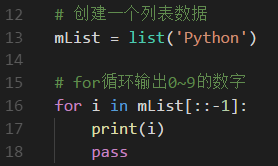 12 # 创建一个列表数据
13 mList = list('Python')
14
15 # for循环输出0~9的数字
16 for i in mList[::-1]:
17     print(i)
18     pass